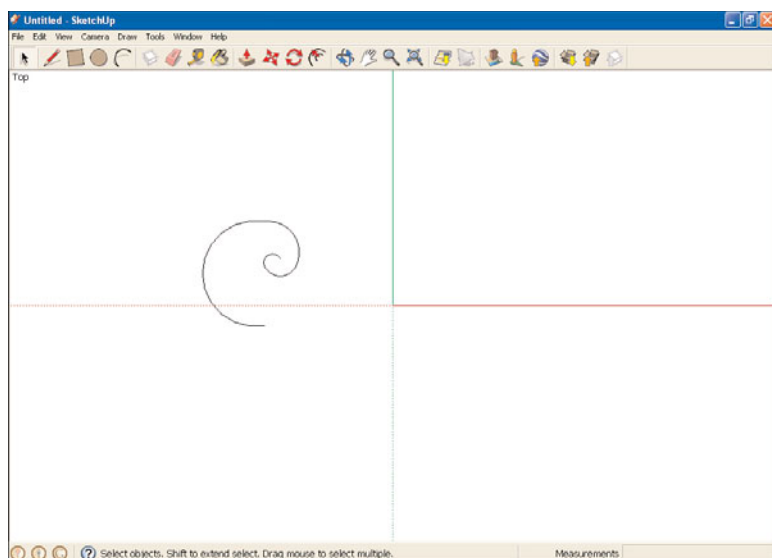 Untitled - SketchUp
File Edit View Camera Draw Tools Window Help
Top
Select objects. Shift to extend select. Drag mouse to select multiple.
Measurements